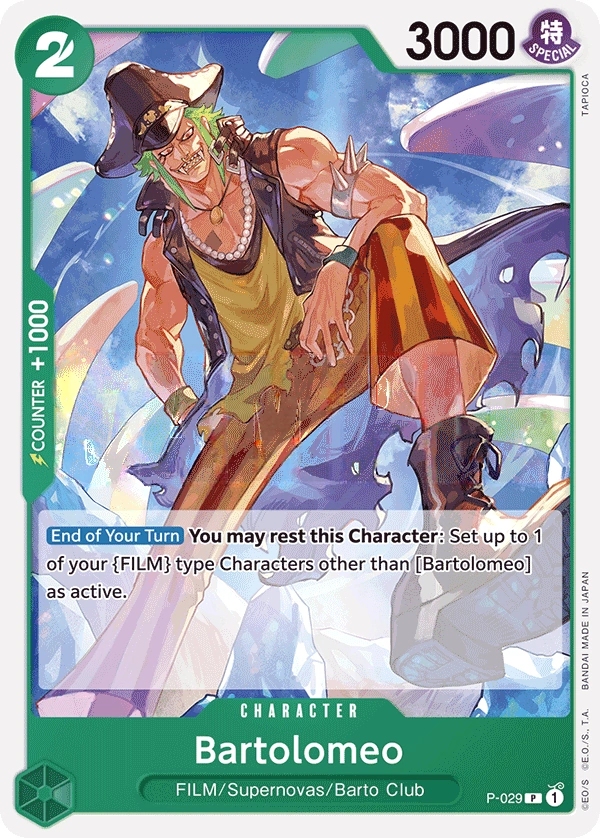 2
3000
特
SPECIAL
TAPIOCA
COUNTER +1000
End of Your Turn You may rest this Character: Set up to 1
of your {FILM} type Characters other than [Bartolomeo]
as active.
CHARACTER
Bartolomeo
FILM/Supernovas/Barto Club
P-029 P 1
©EO/S ©E.O./S., T.A. BANDAI MADE IN JAPAN